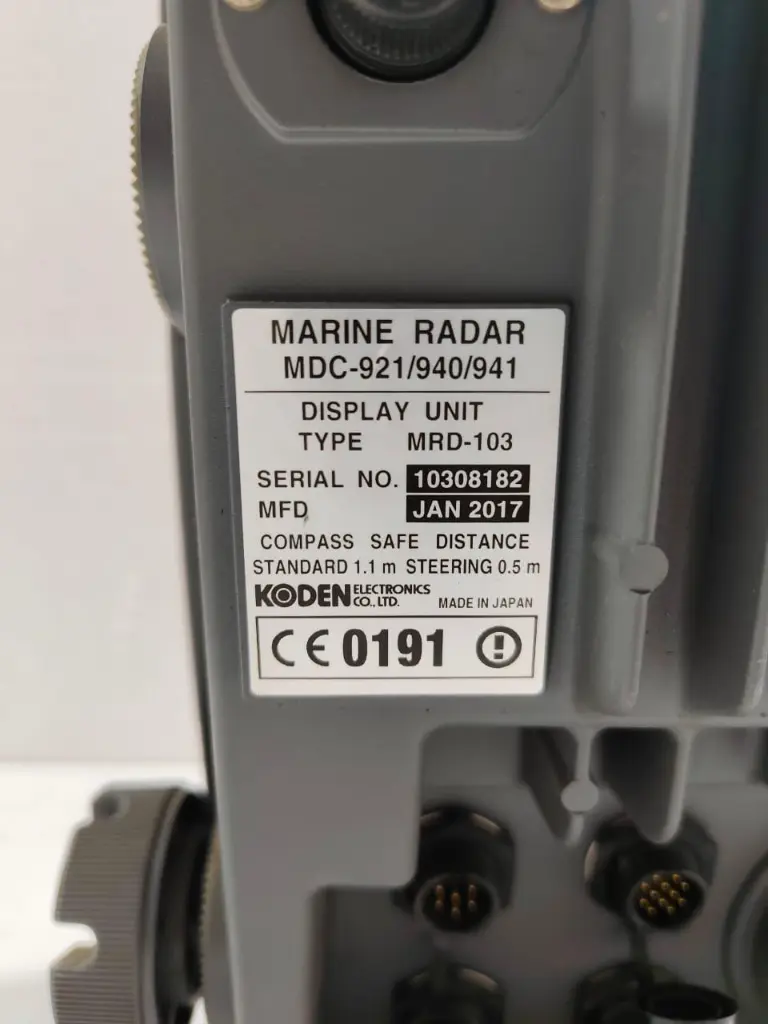 MARINE RADAR
MDC-921/940/941
DISPLAY UNIT
TYPE MRD-103
SERIAL NO. 10308182
MFD JAN 2017
COMPASS SAFE DISTANCE
STANDARD 1.1 m STEERING 0.5 m
KODEN ELECTRONICS CO., LTD. MADE IN JAPAN
CE 0191 !